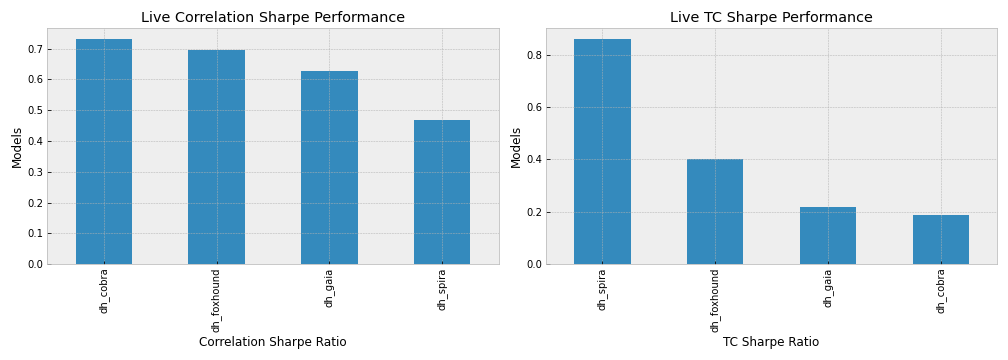 Live Correlation Sharpe Performance
Models
0.7
0.6
0.5
0.4
0.3
0.2
0.1
0.0
dh_cobra
dh_foxhound
dh_gaia
dh_spira
Correlation Sharpe Ratio
Live TC Sharpe Performance
Models
0.8
0.6
0.4
0.2
0.0
dh_spira
dh_foxhound
dh_gaia
dh_cobra
TC Sharpe Ratio